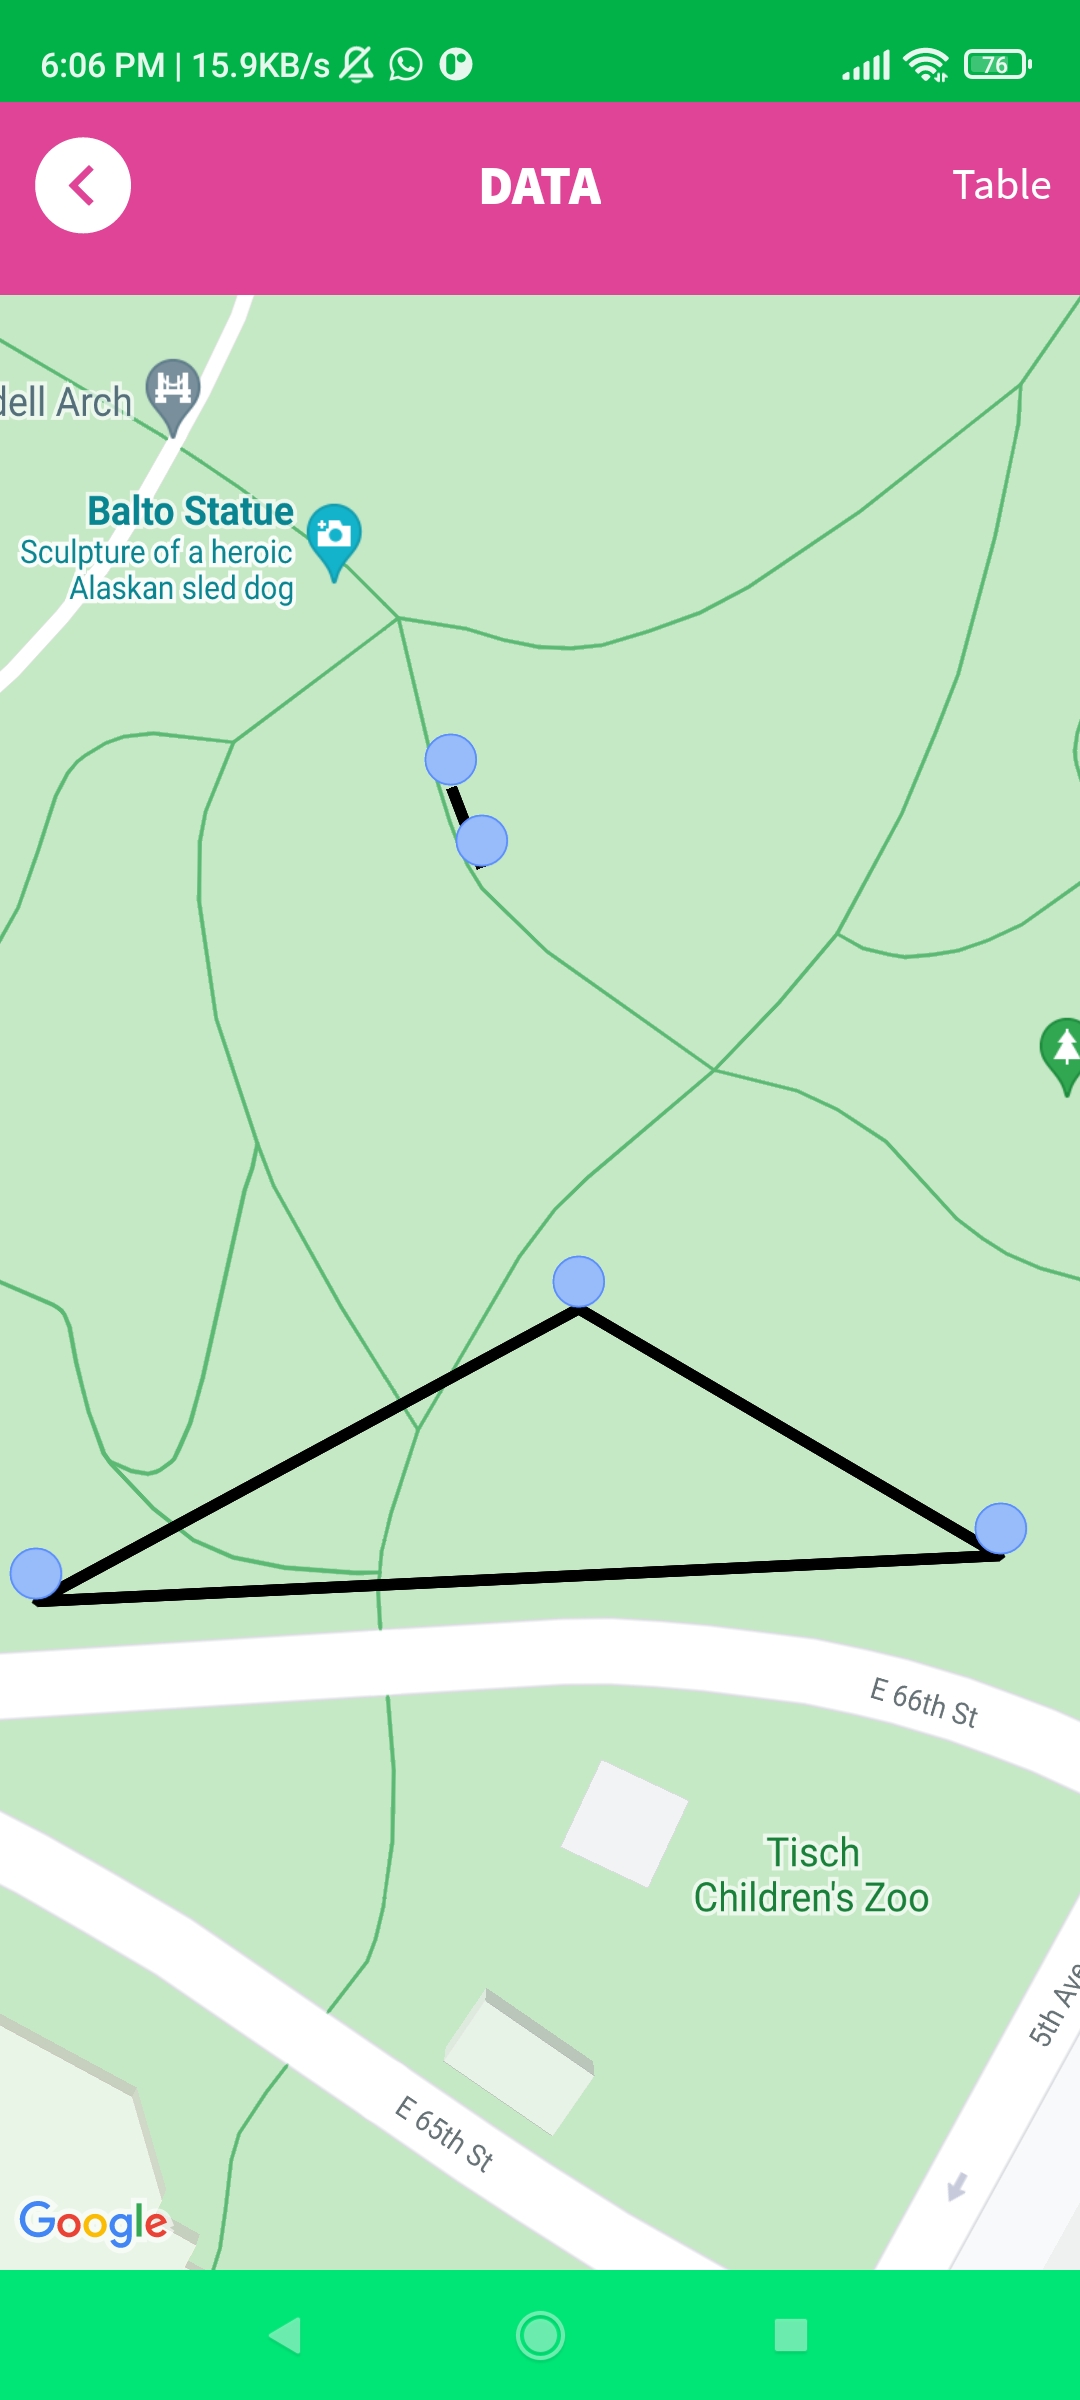 6:06 PM | 15.9KB/s
76
DATA
Table
dell Arch
Balto Statue
Sculpture of a heroic
Alaskan sled dog
E 66th St
Tisch
Children's Zoo
5th Ave
E 65th St
Google